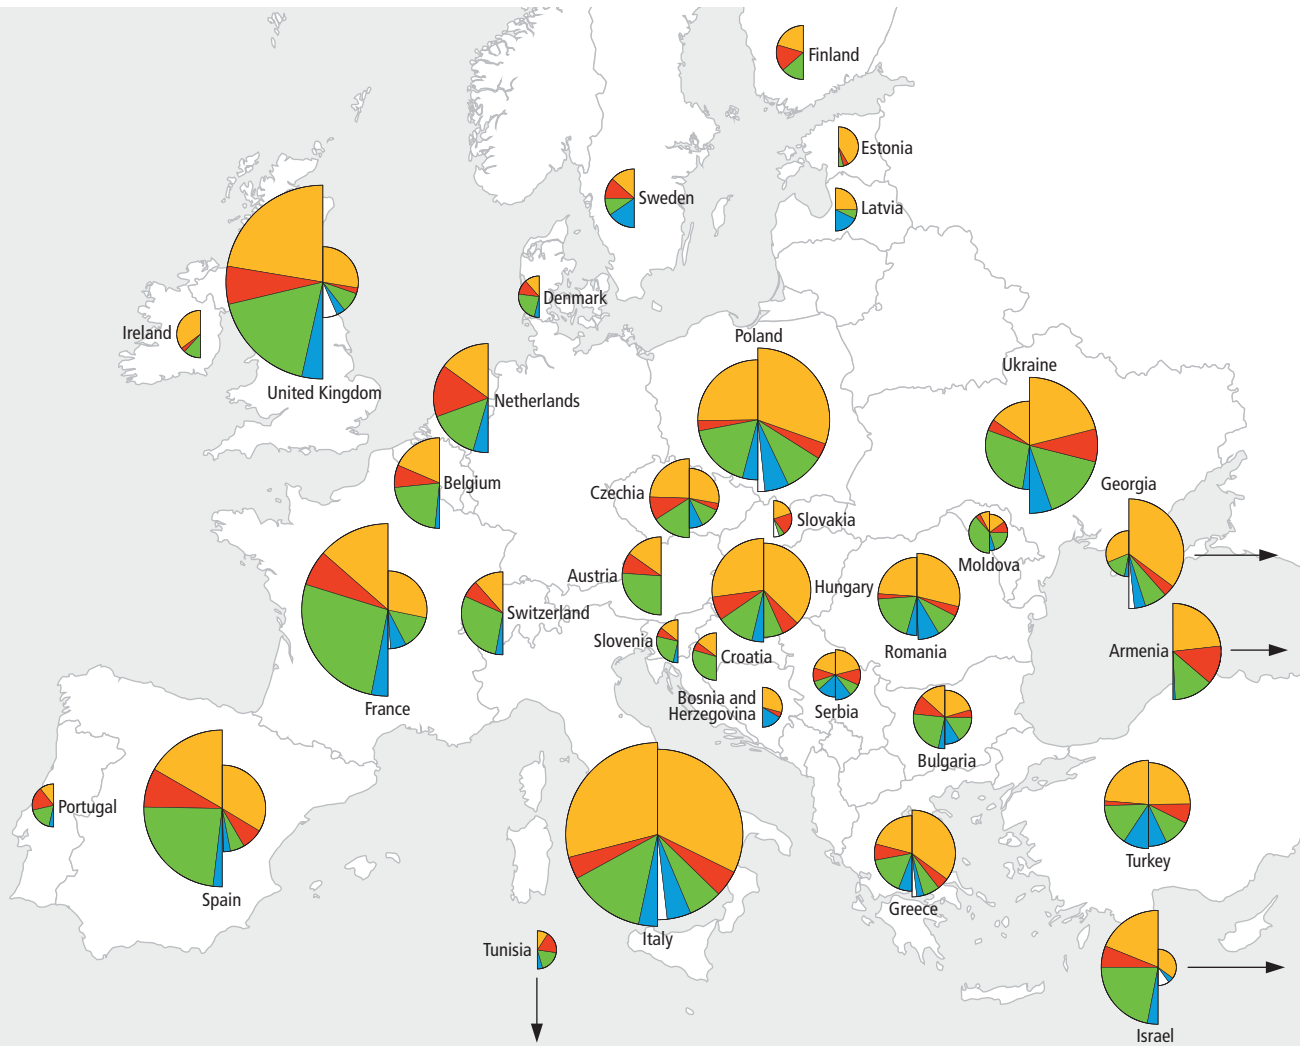 Finland
Estonia
Sweden
Latvia
Denmark
Ireland
Poland
Ukraine
United Kingdom
Netherlands
Belgium
Georgia
Czechia
Slovakia
Moldova
Austria
Hungary
Switzerland
Slovenia
Croatia
Romania
Armenia
Bosnia and
Herzegovina
Serbia
France
Bulgaria
Portugal
Turkey
Spain
Greece
Italy
Tunisia
Israel